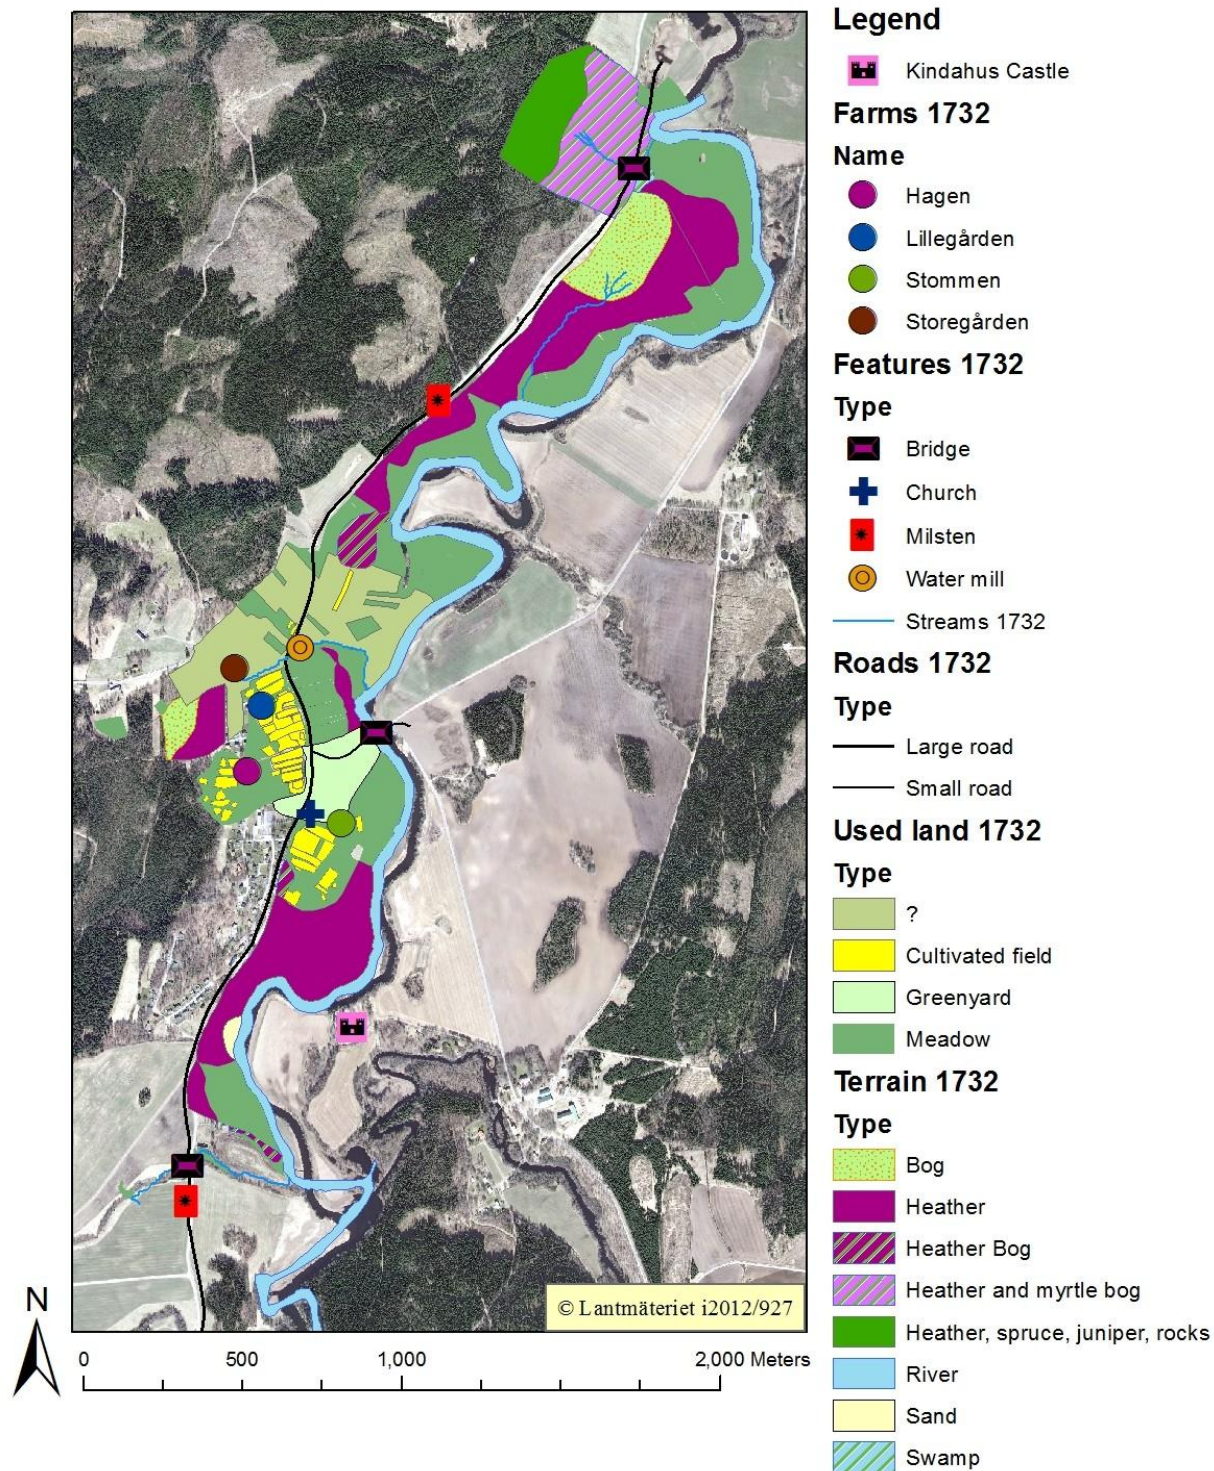 Legend
Kindahus Castle
Farms 1732
Name
Hagen
Lillegården
Stommen
Storegården
Features 1732
Type
Bridge
Church
Milsten
Water mill
Streams 1732
Roads 1732
Type
Large road
Small road
Used land 1732
Type
?
Cultivated field
Greenyard
Meadow
Terrain 1732
Type
Bog
Heather
Heather Bog
Heather and myrtle bog
Heather, spruce, juniper, rocks
River
Sand
Swamp
© Lantmäteriet i2012/927
N
0 500 1,000 2,000 Meters